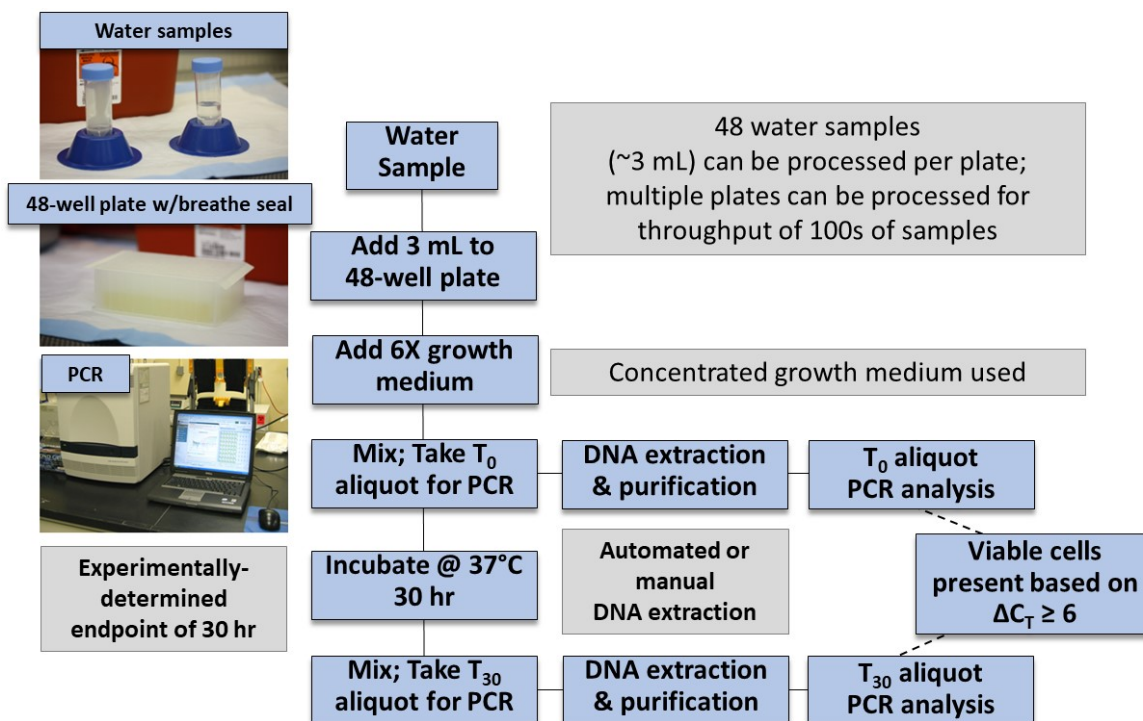 Water samples
48-well plate w/breathe seal
PCR
Experimentally-
determined
endpoint of 30 hr
Water
Sample
48 water samples
(~3 mL) can be processed per plate;
multiple plates can be processed for
throughput of 100s of samples
Add 3 mL to
48-well plate
Add 6X growth
medium
Concentrated growth medium used
Mix; Take T₀
aliquot for PCR
DNA extraction
& purification
T₀ aliquot
PCR analysis
Incubate @ 37°C
30 hr
Automated or
manual
DNA extraction
Viable cells
present based on
ΔC_T ≥ 6
Mix; Take T₃₀
aliquot for PCR
DNA extraction
& purification
T₃₀ aliquot
PCR analysis